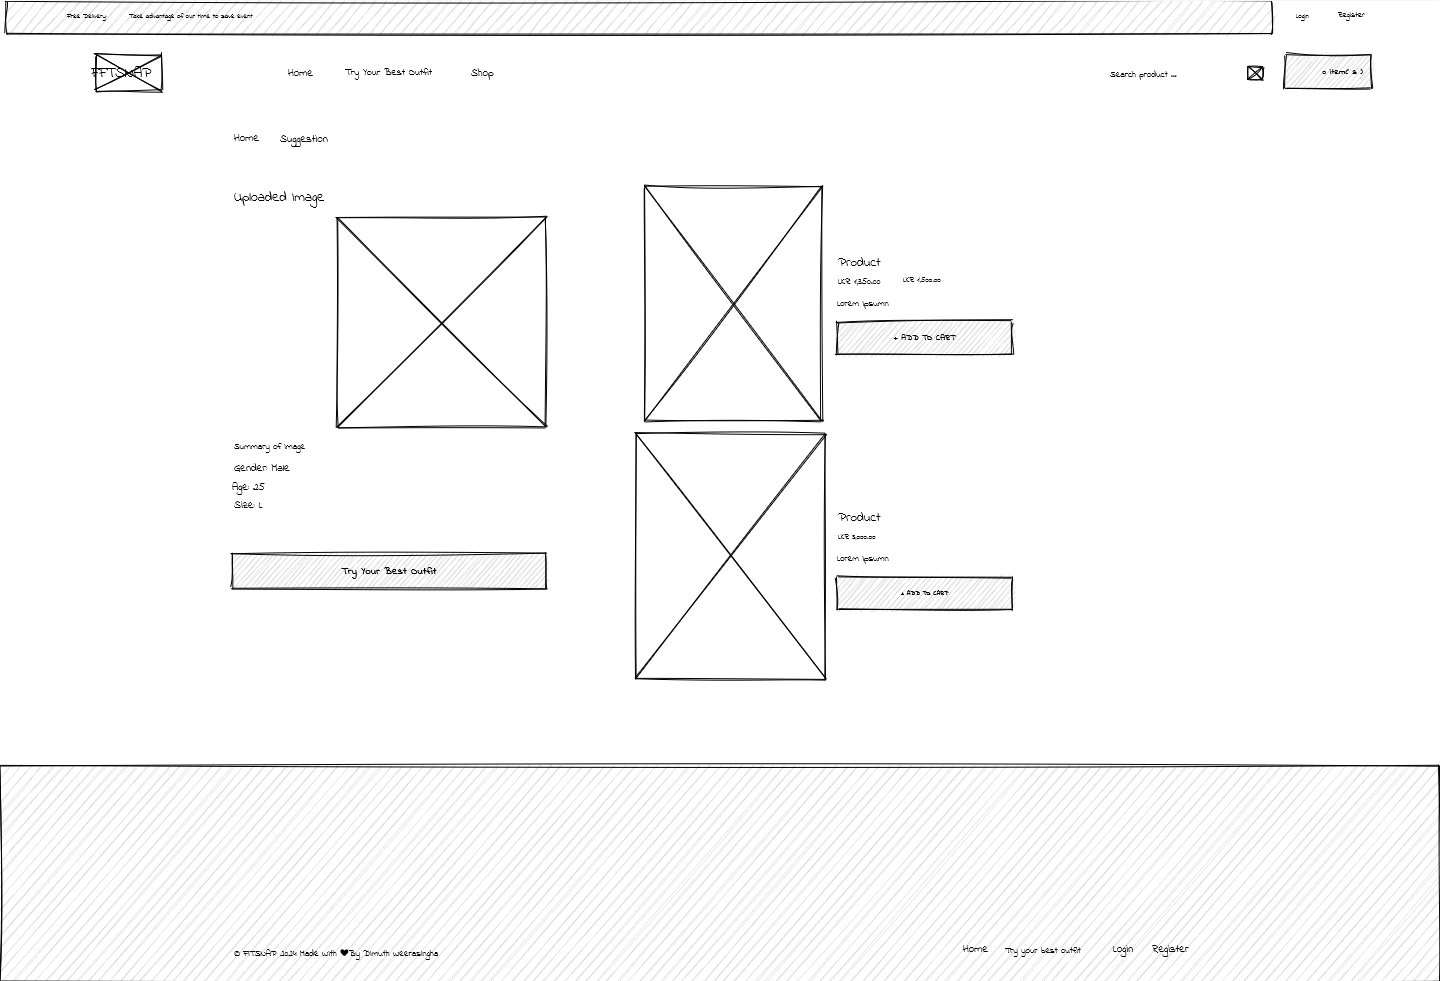 Free Delivery Take advantage of our time to save event
Login Register
FFTSNAP Home Try Your Best Outfit Shop Search product ... 0 item( s )
Home Suggestion
Uploaded Image
Product
LKR 1,350.00 LKR 1,500.00
Lorem Ipsumn
+ ADD TO CART
Summary of Image
Gender: Male
Age: 25
Size: L
Try Your Best Outfit
Product
LKR 3,000.00
Lorem Ipsumn
+ ADD TO CART
© FITSNAP 2024 Made with ♥ By Dimuth weerasingha
Home Try your best outfit Login Register